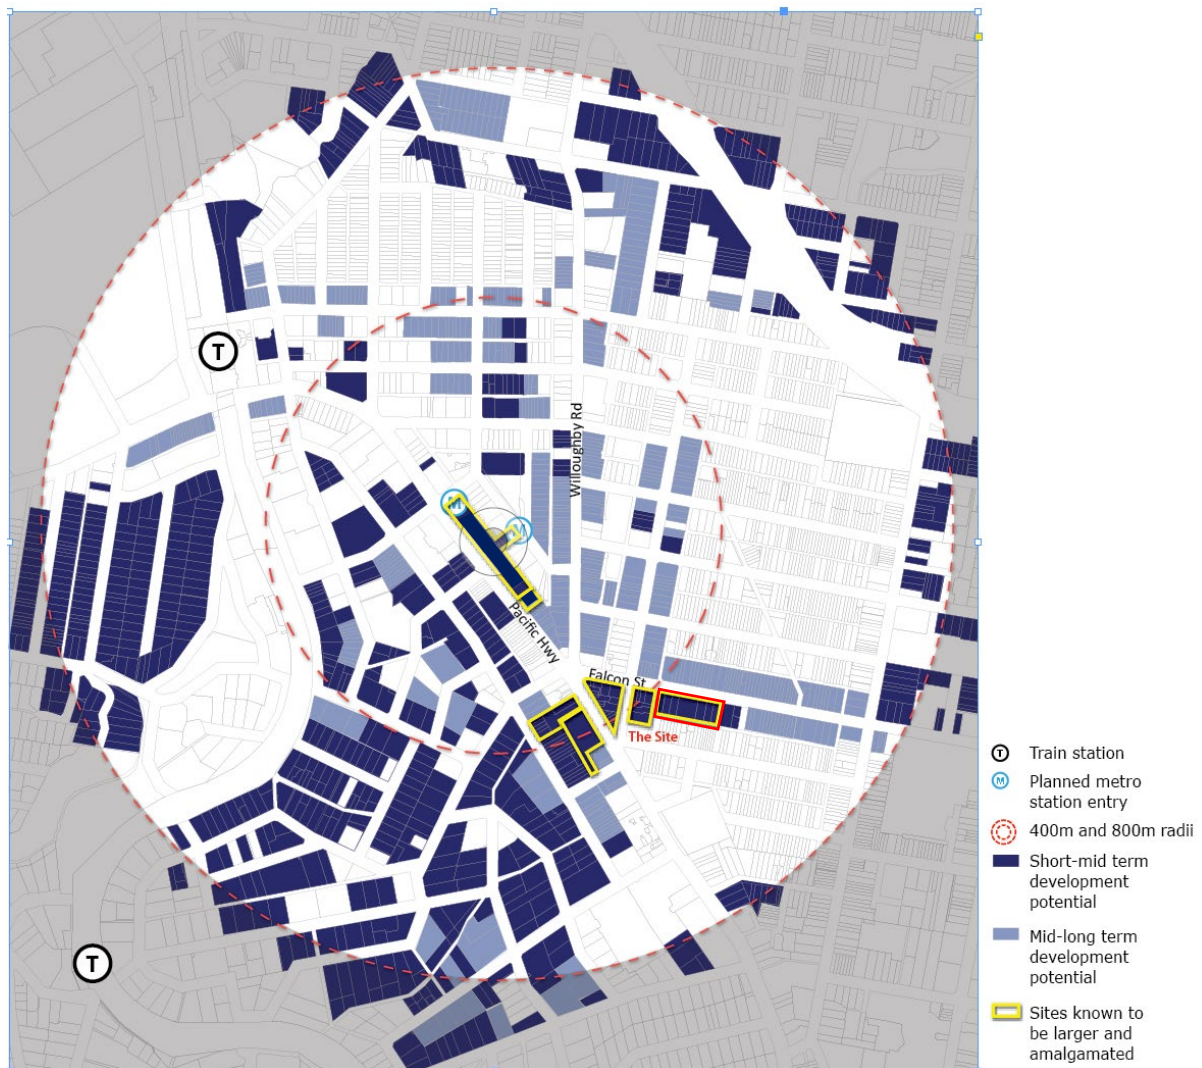 T
Willoughby Rd
M
M
Pacific Hwy
Falcon St
The Site
T
T Train station
M Planned metro
station entry
400m and 800m radii
Short-mid term
development
potential
Mid-long term
development
potential
Sites known to
be larger and
amalgamated